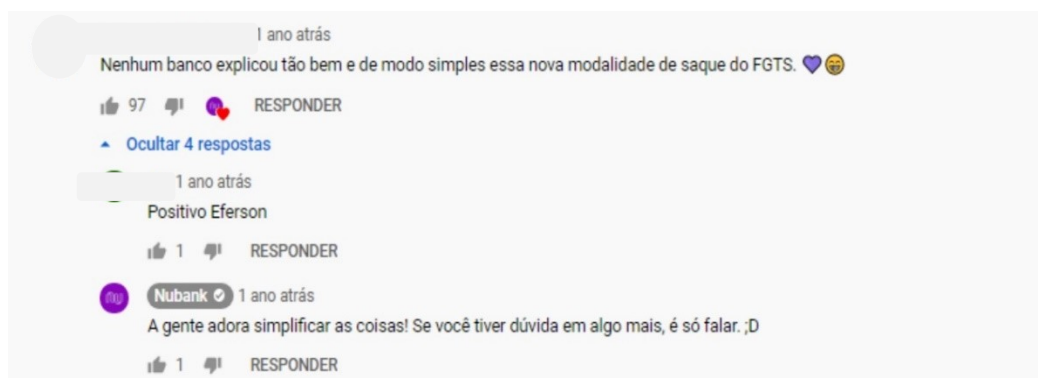 1 ano atrás
Nenhum banco explicou tão bem e de modo simples essa nova modalidade de saque do FGTS. 💜😁
97 RESPONDER
Ocultar 4 respostas
1 ano atrás
Positivo Eferson
1 RESPONDER
Nubank 1 ano atrás
A gente adora simplificar as coisas! Se você tiver dúvida em algo mais, é só falar. ;D
1 RESPONDER